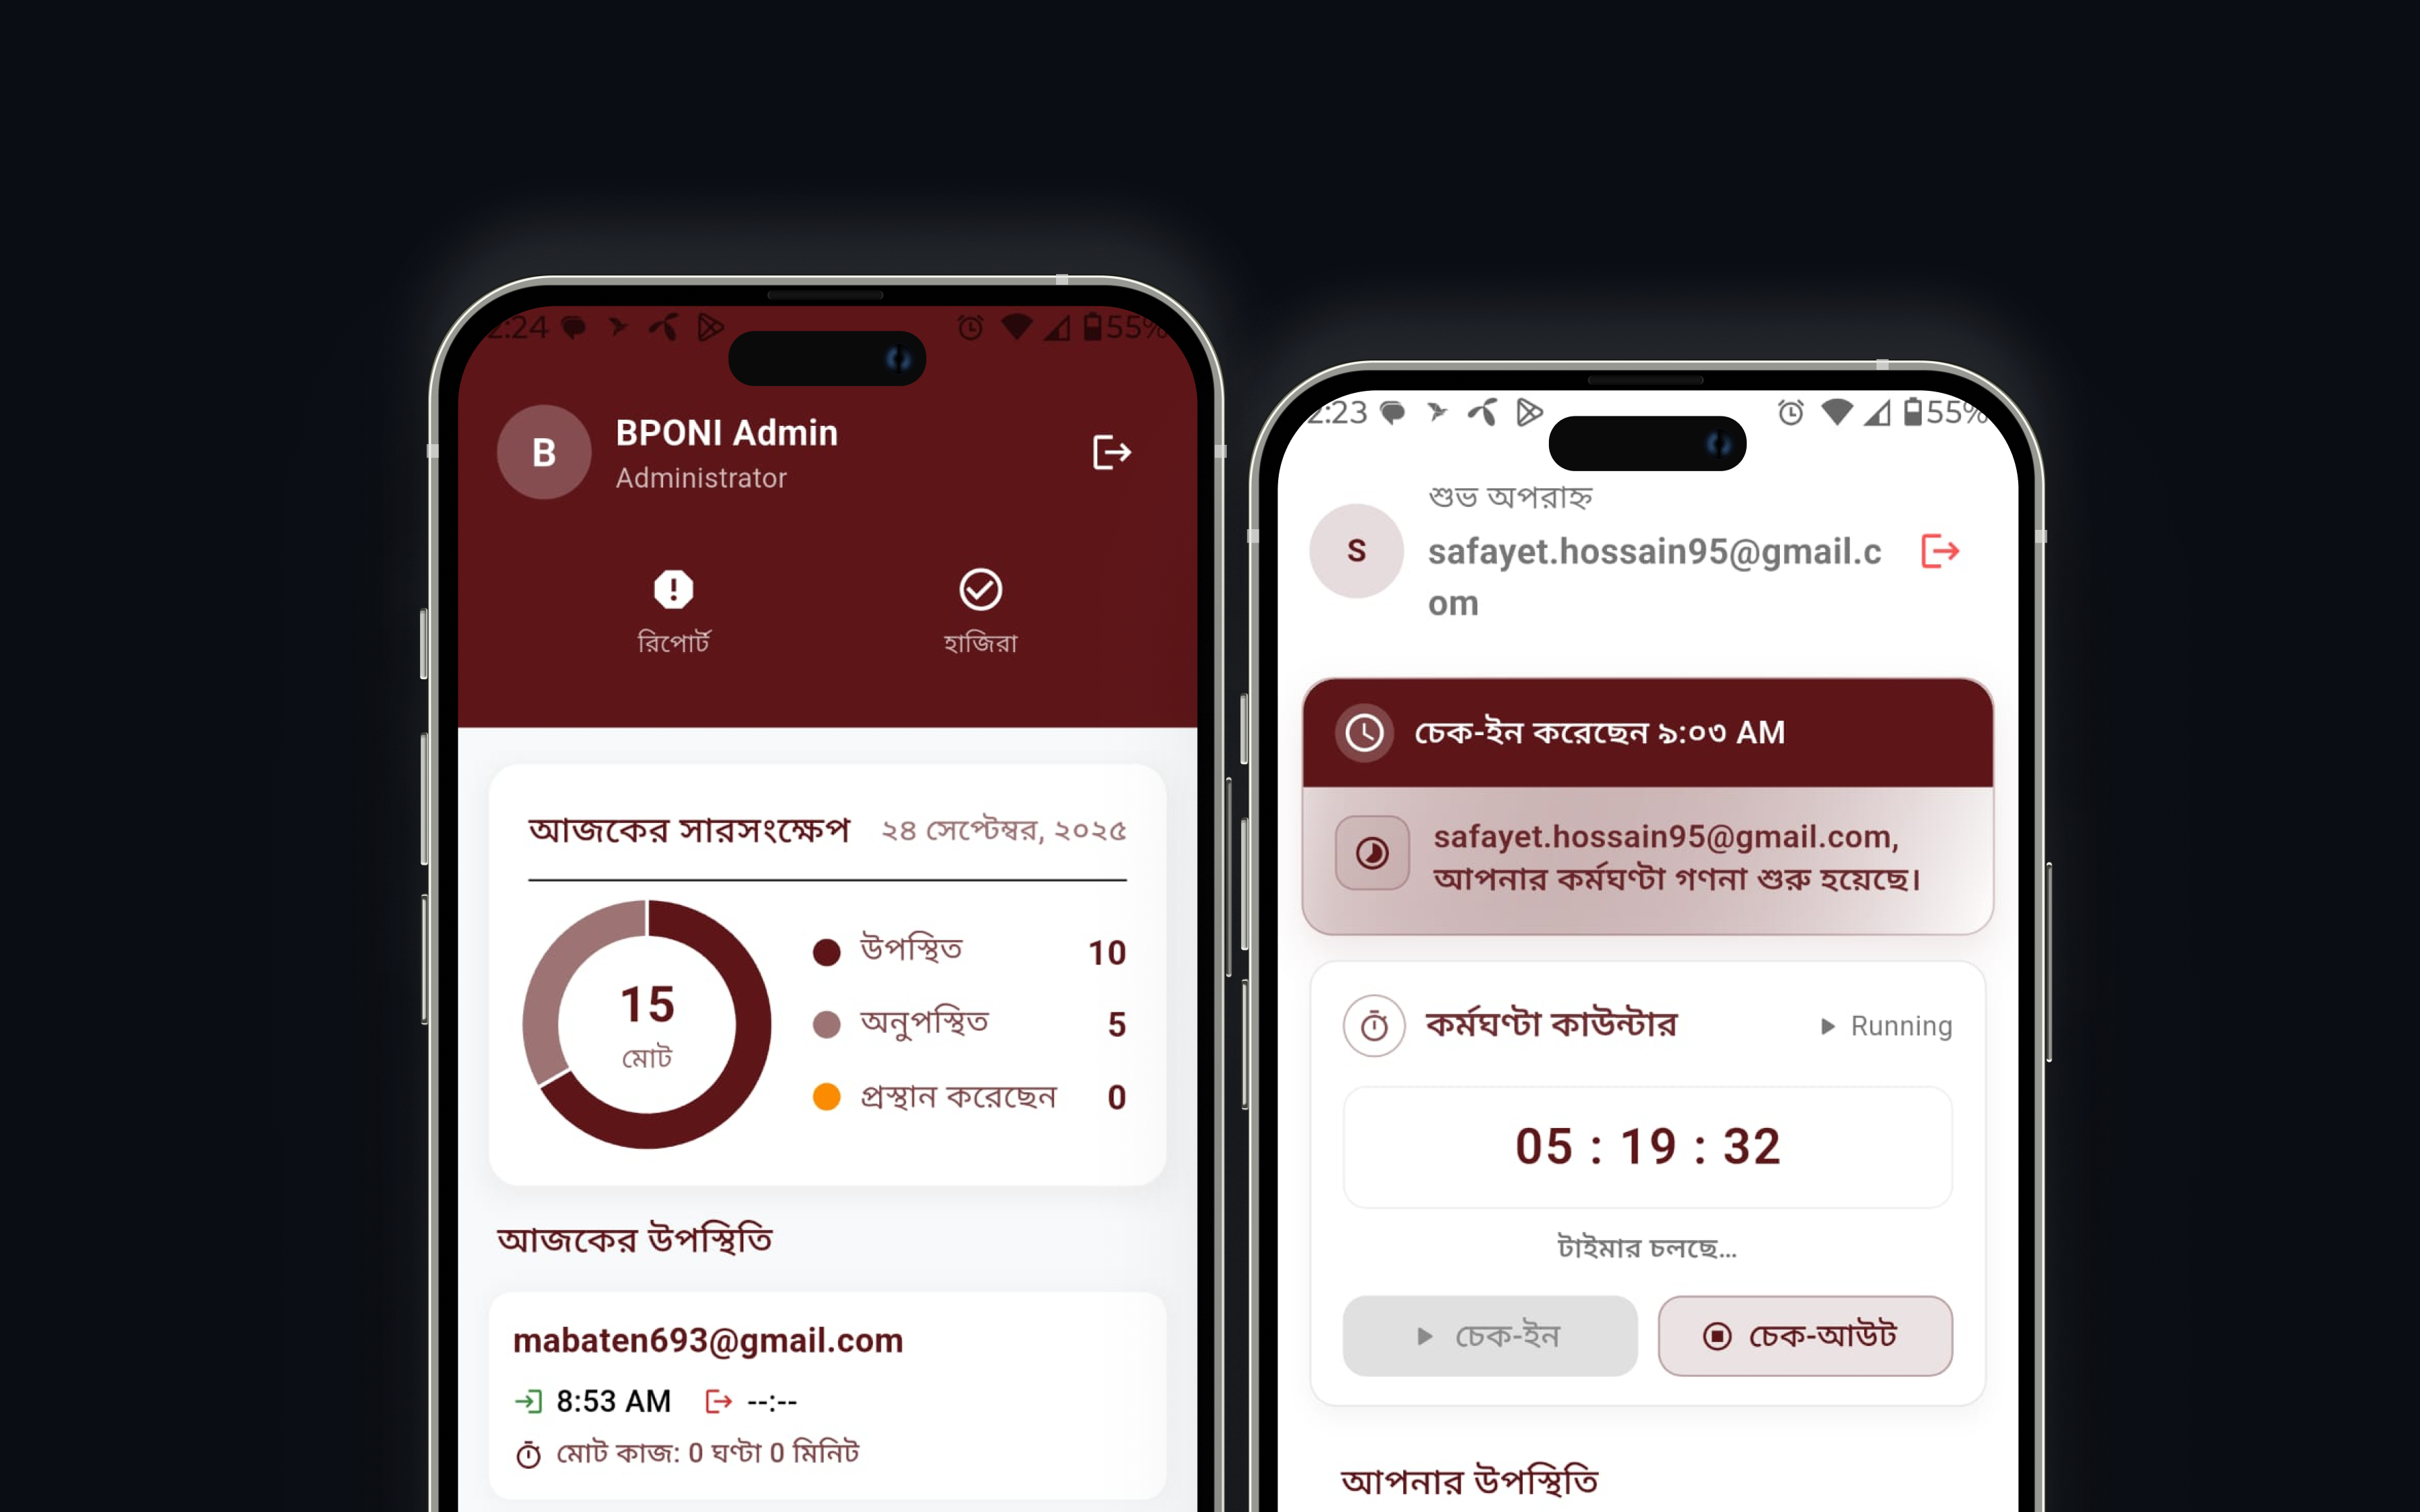 2:24
55%
B
BPONI Admin
Administrator
রিপোর্ট
হাজিরা
আজকের সারসংক্ষেপ
২৪ সেপ্টেম্বর, ২০২৫
15
মোট
উপস্থিত 10
অনুপস্থিত 5
প্রস্থান করেছেন 0
আজকের উপস্থিতি
mabaten693@gmail.com
8:53 AM --:--
মোট কাজ: 0 ঘণ্টা 0 মিনিট
2:23
55%
শুভ অপরাহ্ন
S
safayet.hossain95@gmail.c
om
চেক-ইন করেছেন ৯:০৩ AM
safayet.hossain95@gmail.com,
আপনার কর্মঘণ্টা গণনা শুরু হয়েছে।
কর্মঘণ্টা কাউন্টার
Running
05 : 19 : 32
টাইমার চলছে...
চেক-ইন
চেক-আউট
আপনার উপস্থিতি